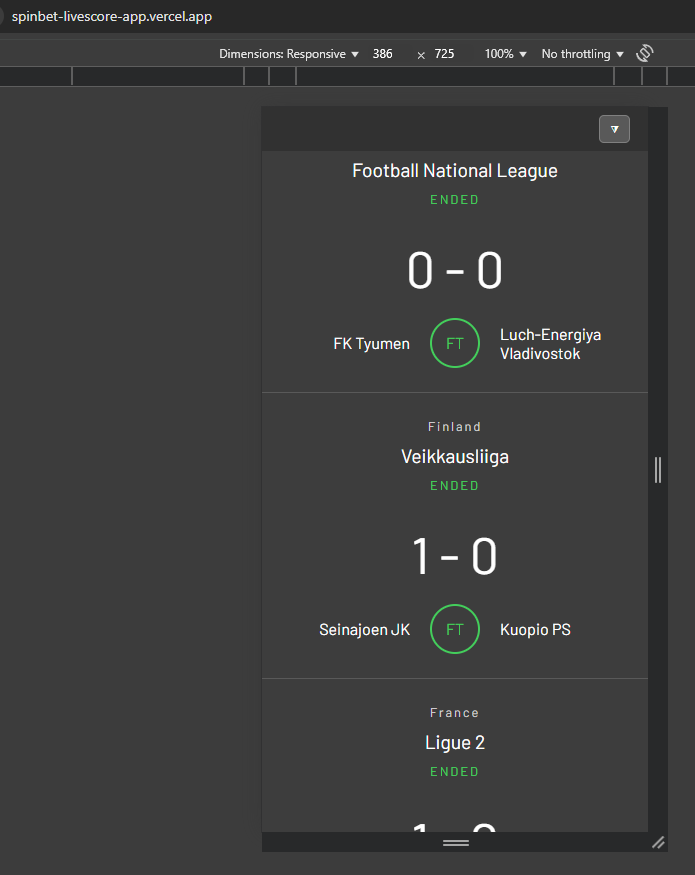 spinbet-livescore-app.vercel.app
Dimensions: Responsive 386 × 725 100% No throttling
Football National League
ENDED
0 - 0
FK Tyumen FT Luch-Energiya
Vladivostok
Finland
Veikkausliiga
ENDED
1 - 0
Seinajoen JK FT Kuopio PS
France
Ligue 2
ENDED